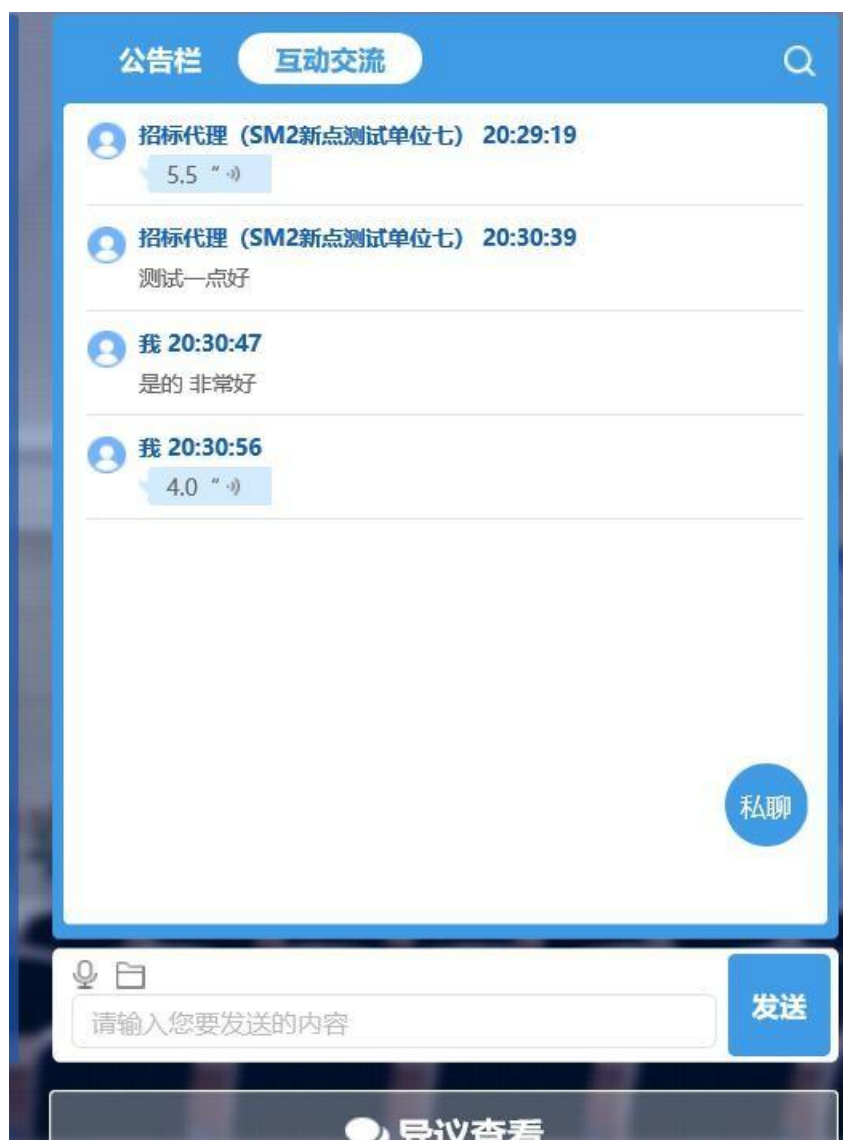 公告栏 互动交流
招标代理（SM2新点测试单位七） 20:29:19
5.5 "
招标代理（SM2新点测试单位七） 20:30:39
测试一点好
我 20:30:47
是的 非常好
我 20:30:56
4.0 "
私聊
请输入您要发送的内容
发送
异议查看